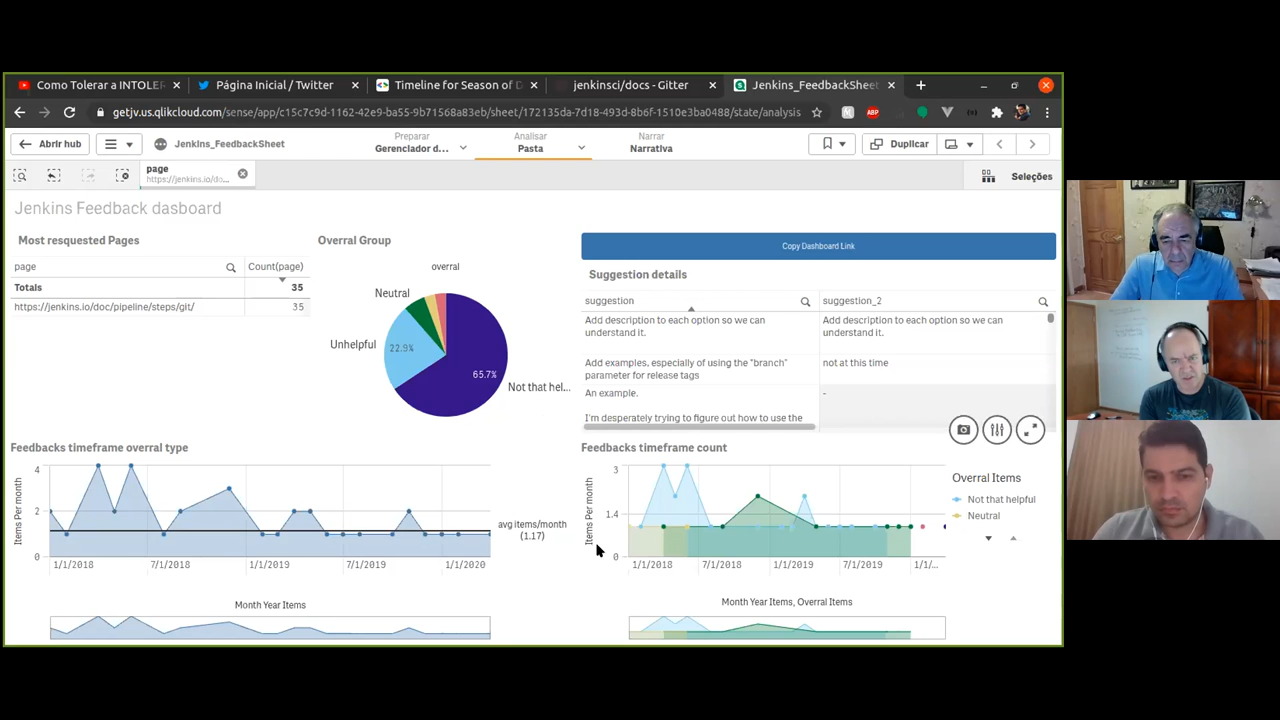 Como Tolerar a INTOLER
Página Inicial / Twitter
Timeline for Season of D
jenkinsci/docs - Gitter
Jenkins_FeedbackSheet
getjv.us.qlikcloud.com/sense/app/c15c7c9d-1162-42e9-ba55-9b71568a83eb/sheet/172135da-7d18-493d-8b6f-1510e3ba0488/state/analysis
ABP
Abrir hub
Jenkins_FeedbackSheet
Preparar
Gerenciador d...
Analisar
Pasta
Narrar
Narrativa
Duplicar
page
https://jenkins.io/do...
Seleções
Jenkins Feedback dasboard
Most resquested Pages
page
Count(page)
Totals
35
https://jenkins.io/doc/pipeline/steps/git/
35
Overral Group
overral
Neutral
Unhelpful
22.9%
65.7%
Not that hel...
Copy Dashboard Link
Suggestion details
suggestion
suggestion_2
Add description to each option so we can
understand it.
Add description to each option so we can
understand it.
Add examples, especially of using the "branch"
parameter for release tags
not at this time
An example.
-
I'm desperately trying to figure out how to use the
Feedbacks timeframe overral type
Items Per month
4
2
0
avg items/month
(1.17)
1/1/2018
7/1/2018
1/1/2019
7/1/2019
1/1/2020
Month Year Items
Feedbacks timeframe count
Items Per month
3
1.4
0
1/1/2018
7/1/2018
1/1/2019
7/1/2019
1/1/...
Overral Items
Not that helpful
Neutral
Month Year Items, Overral Items